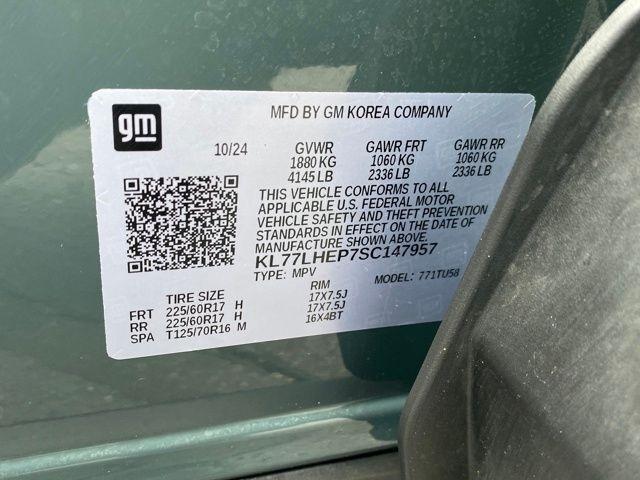 gm
MFD BY GM KOREA COMPANY
10/24 GVWR GAWR FRT GAWR RR
1880 KG 1060 KG 1060 KG
4145 LB 2336 LB 2336 LB
THIS VEHICLE CONFORMS TO ALL
APPLICABLE U.S. FEDERAL MOTOR
VEHICLE SAFETY AND THEFT PREVENTION
STANDARDS IN EFFECT ON THE DATE OF
MANUFACTURE SHOWN ABOVE.
KL77LHEP7SC147957
TYPE: MPV MODEL: 771TU58
TIRE SIZE RIM
FRT 225/60R17 H 17X7.5J
RR 225/60R17 H 17X7.5J
SPA T125/70R16 M 16X4BT